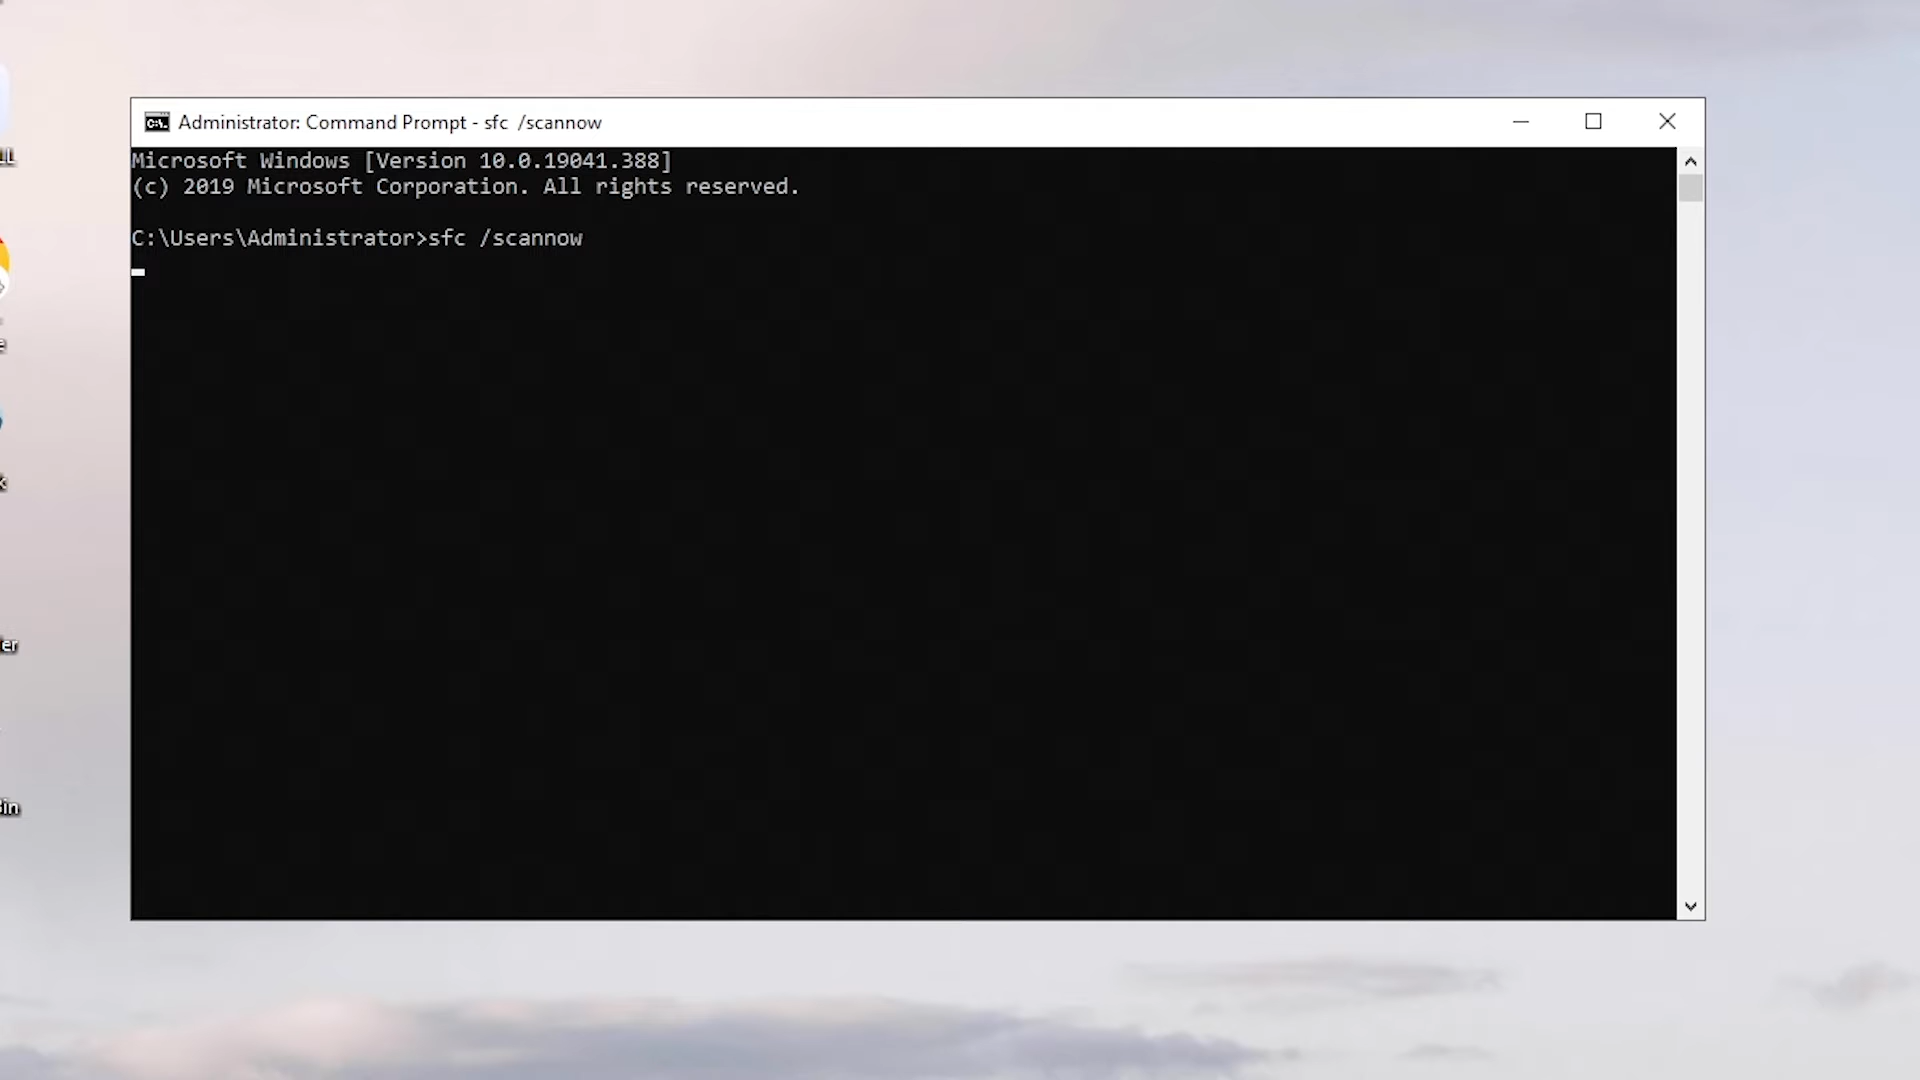 Administrator: Command Prompt - sfc /scannow
Microsoft Windows [Version 10.0.19041.388]
(c) 2019 Microsoft Corporation. All rights reserved.
C:\Users\Administrator>sfc /scannow